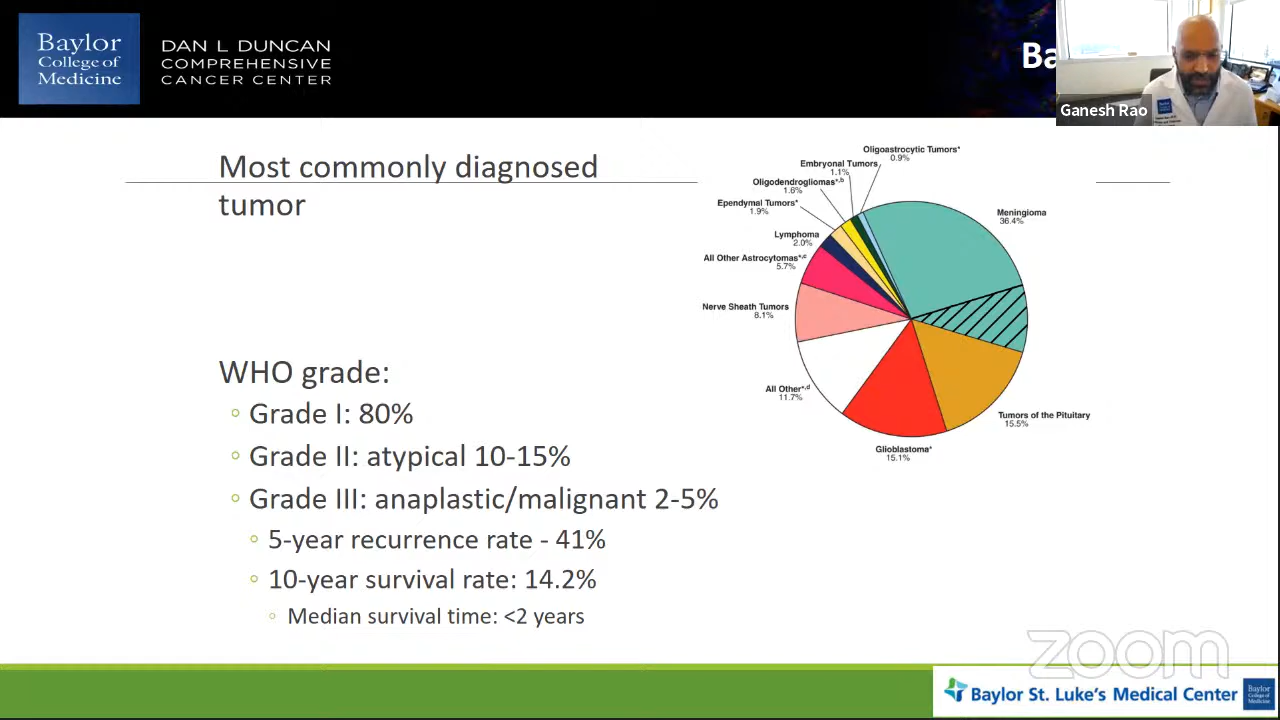 Baylor
College of
Medicine
DAN L DUNCAN
COMPREHENSIVE
CANCER CENTER
Ganesh Rao
Most commonly diagnosed
tumor
WHO grade:
Grade I: 80%
Grade II: atypical 10-15%
Grade III: anaplastic/malignant 2-5%
5-year recurrence rate - 41%
10-year survival rate: 14.2%
Median survival time: <2 years
Oligoastrocytic Tumors*
0.9%
Embryonal Tumors
1.1%
Oligodendrogliomas*,b
1.6%
Ependymal Tumors*
1.9%
Lymphoma
2.0%
All Other Astrocytomas*,c
5.7%
Nerve Sheath Tumors
8.1%
All Other*,d
11.7%
Glioblastoma*
15.1%
Tumors of the Pituitary
15.5%
Meningioma
36.4%
zoom
Baylor St. Luke's Medical Center
Baylor
College of
Medicine